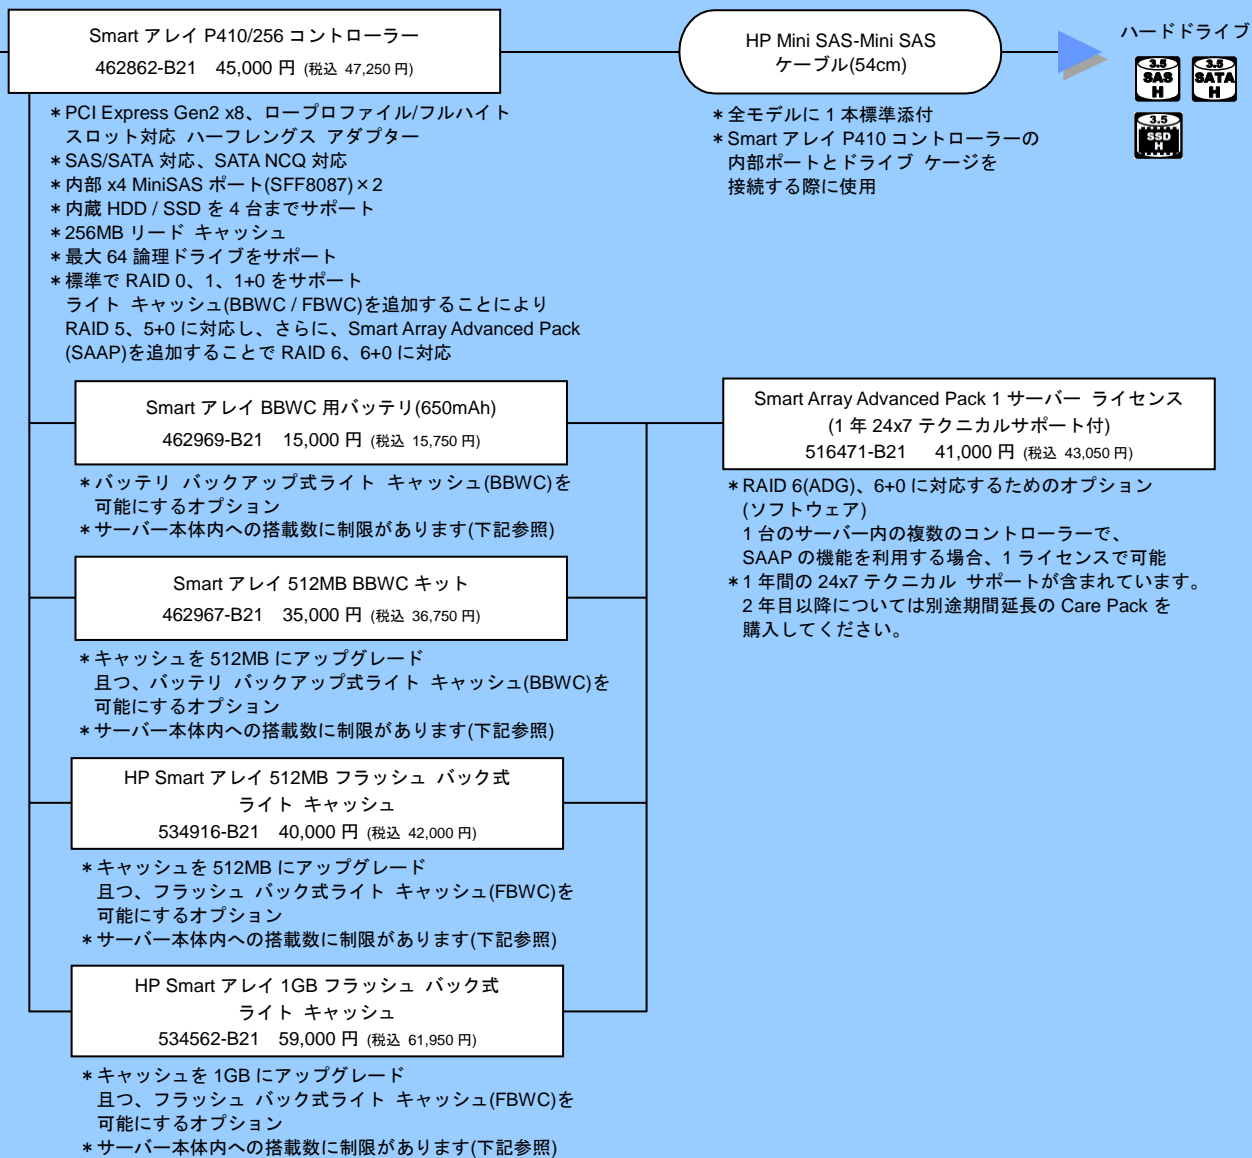 Smart アレイ P410/256 コントローラー
462862-B21 45,000 円 (税込 47,250 円)
HP Mini SAS-Mini SAS
ケーブル(54cm)
ハードドライブ
3.5
SAS
H
3.5
SATA
H
3.5
SSD
H
*PCI Express Gen2 x8、ロープロファイル/フルハイト
スロット対応 ハーフレングス アダプター
*SAS/SATA 対応、SATA NCQ 対応
*内部 x4 MiniSAS ポート(SFF8087)×2
*内蔵 HDD / SSD を 4 台までサポート
*256MB リード キャッシュ
*最大 64 論理ドライブをサポート
*標準で RAID 0、1、1+0 をサポート
ライト キャッシュ(BBWC / FBWC)を追加することにより
RAID 5、5+0 に対応し、さらに、Smart Array Advanced Pack
(SAAP)を追加することで RAID 6、6+0 に対応
*全モデルに 1 本標準添付
*Smart アレイ P410 コントローラーの
内部ポートとドライブ ケージを
接続する際に使用
Smart アレイ BBWC 用バッテリ(650mAh)
462969-B21 15,000 円 (税込 15,750 円)
*バッテリ バックアップ式ライト キャッシュ(BBWC)を
可能にするオプション
*サーバー本体内への搭載数に制限があります(下記参照)
Smart アレイ 512MB BBWC キット
462967-B21 35,000 円 (税込 36,750 円)
*キャッシュを 512MB にアップグレード
且つ、バッテリ バックアップ式ライト キャッシュ(BBWC)を
可能にするオプション
*サーバー本体内への搭載数に制限があります(下記参照)
HP Smart アレイ 512MB フラッシュ バック式
ライト キャッシュ
534916-B21 40,000 円 (税込 42,000 円)
*キャッシュを 512MB にアップグレード
且つ、フラッシュ バック式ライト キャッシュ(FBWC)を
可能にするオプション
*サーバー本体内への搭載数に制限があります(下記参照)
HP Smart アレイ 1GB フラッシュ バック式
ライト キャッシュ
534562-B21 59,000 円 (税込 61,950 円)
*キャッシュを 1GB にアップグレード
且つ、フラッシュ バック式ライト キャッシュ(FBWC)を
可能にするオプション
*サーバー本体内への搭載数に制限があります(下記参照)
Smart Array Advanced Pack 1 サーバー ライセンス
(1 年 24x7 テクニカルサポート付)
516471-B21 41,000 円 (税込 43,050 円)
*RAID 6(ADG)、6+0 に対応するためのオプション
(ソフトウェア)
1 台のサーバー内の複数のコントローラーで、
SAAP の機能を利用する場合、1 ライセンスで可能
*1 年間の 24x7 テクニカル サポートが含まれています。
2 年目以降については別途期間延長の Care Pack を
購入してください。